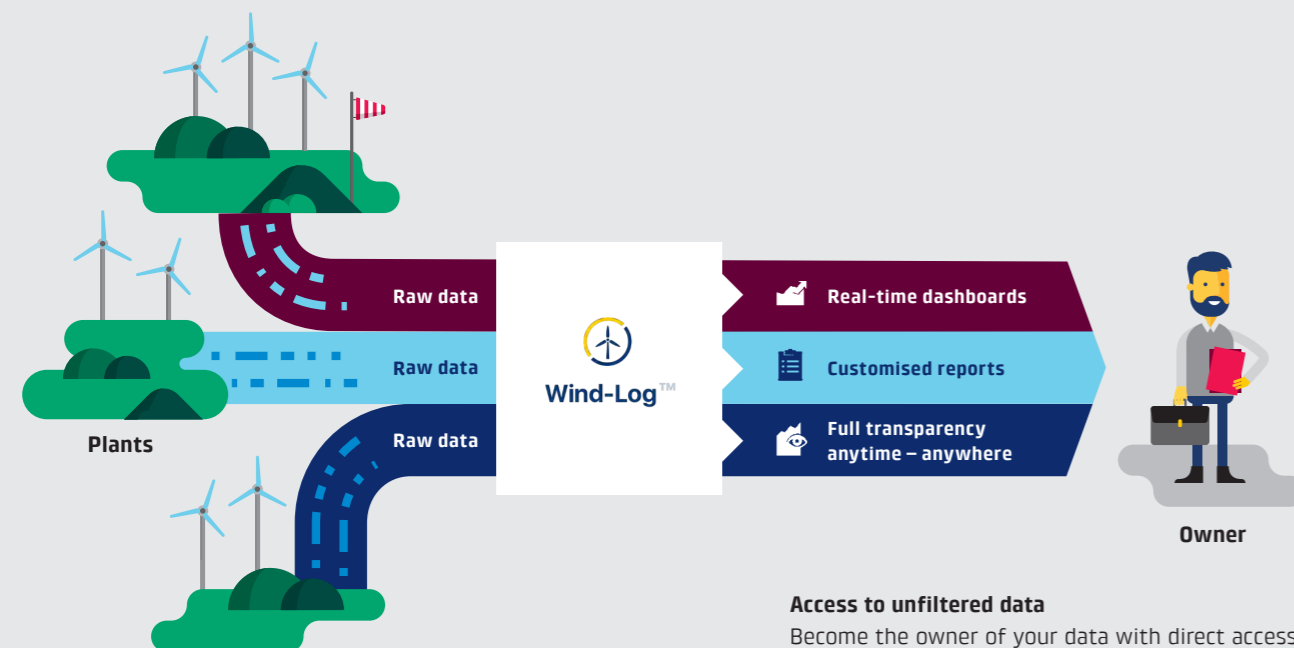 Raw data
Real-time dashboards
Raw data
Wind-Log™
Customised reports
Plants
Raw data
Full transparency
anytime – anywhere
Owner
Access to unfiltered data
Become the owner of your data with direct access